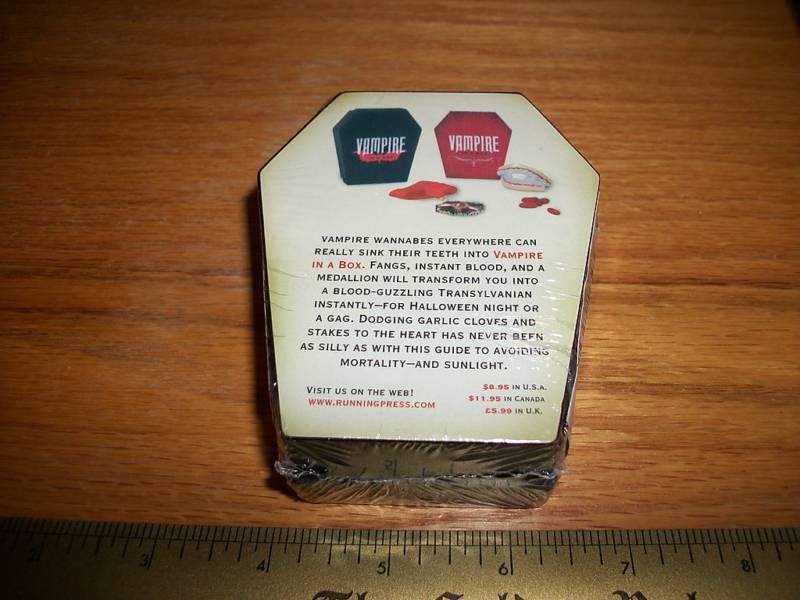 VAMPIRE
VAMPIRE
VAMPIRE WANNABES EVERYWHERE CAN
REALLY SINK THEIR TEETH INTO VAMPIRE
IN A BOX. FANGS, INSTANT BLOOD, AND A
MEDALLION WILL TRANSFORM YOU INTO
A BLOOD-GUZZLING TRANSYLVANIAN
INSTANTLY—FOR HALLOWEEN NIGHT OR
A GAG. DODGING GARLIC CLOVES AND
STAKES TO THE HEART HAS NEVER BEEN
AS SILLY AS WITH THIS GUIDE TO AVOIDING
MORTALITY—AND SUNLIGHT.
VISIT US ON THE WEB!
WWW.RUNNINGPRESS.COM
$8.95 IN U.S.A.
$11.95 IN CANADA
£5.99 IN U.K.
2 3 4 5 6 7 8
The Golden Rule